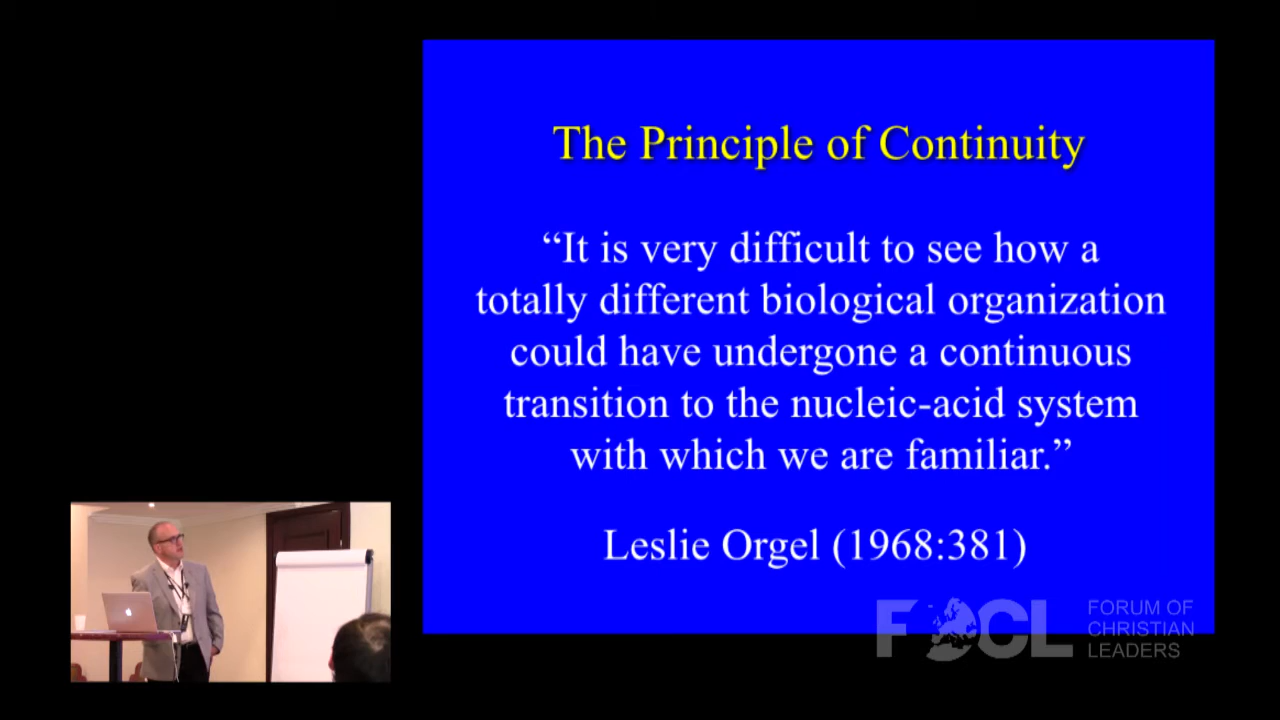 The Principle of Continuity
“It is very difficult to see how a
totally different biological organization
could have undergone a continuous
transition to the nucleic-acid system
with which we are familiar.”
Leslie Orgel (1968:381)
FOCL
FORUM OF
CHRISTIAN
LEADERS